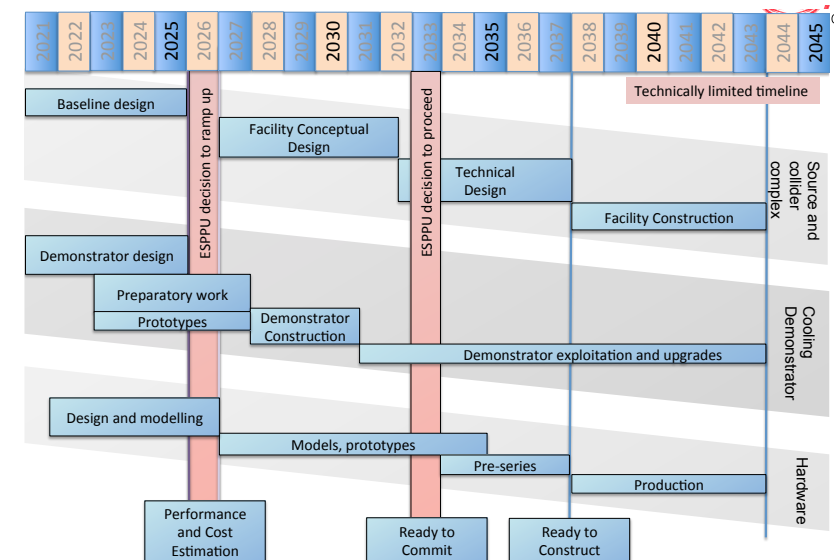 2021 2022 2023 2024 2025 2026 2027 2028 2029 2030 2031 2032 2033 2034 2035 2036 2037 2038 2039 2040 2041 2042 2043 2044 2045
Technically limited timeline
Baseline design
ESPPU decision to ramp up
ESPPU decision to proceed
Facility Conceptual
Design
Technical
Design
Facility Construction
Source and
collider
complex
Demonstrator design
Preparatory work
Prototypes
Demonstrator
Construction
Demonstrator exploitation and upgrades
Cooling
Demonstrator
Design and modelling
Models, prototypes
Pre-series
Production
Hardware
Performance
and Cost
Estimation
Ready to
Commit
Ready to
Construct